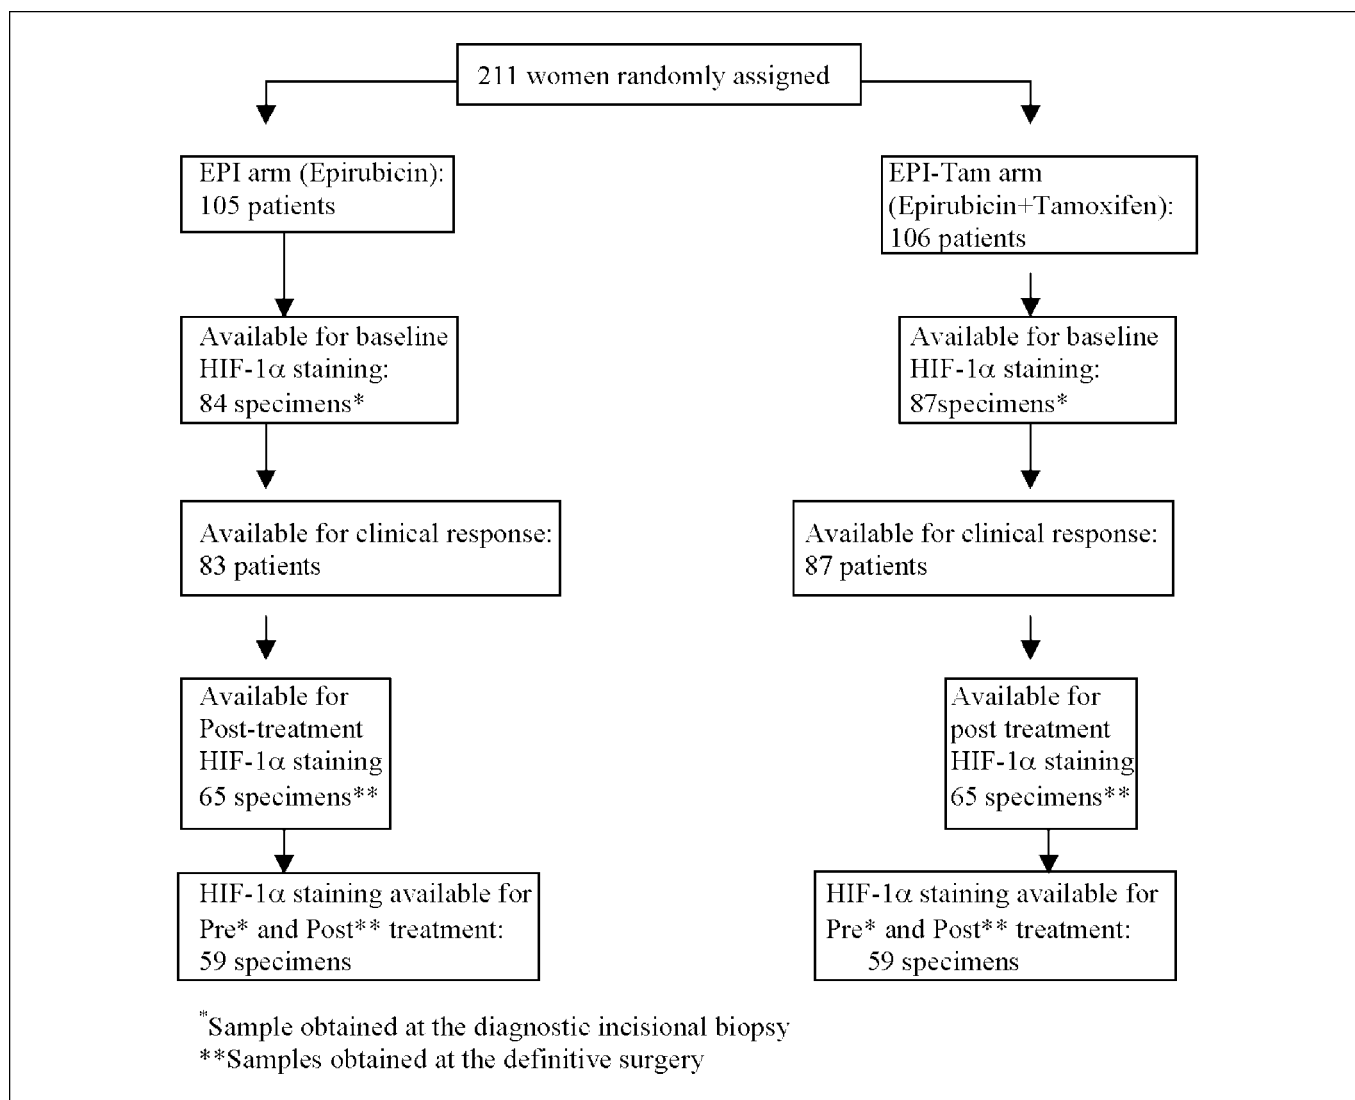 211 women randomly assigned
EPI arm (Epirubicin):
105 patients
EPI-Tam arm
(Epirubicin+Tamoxifen):
106 patients
Available for baseline
HIF-1α staining:
84 specimens*
Available for baseline
HIF-1α staining:
87specimens*
Available for clinical response:
83 patients
Available for clinical response:
87 patients
Available for
Post-treatment
HIF-1α staining
65 specimens**
Available for
post treatment
HIF-1α staining
65 specimens**
HIF-1α staining available for
Pre* and Post** treatment:
59 specimens
HIF-1α staining available for
Pre* and Post** treatment:
59 specimens
*Sample obtained at the diagnostic incisional biopsy
**Samples obtained at the definitive surgery